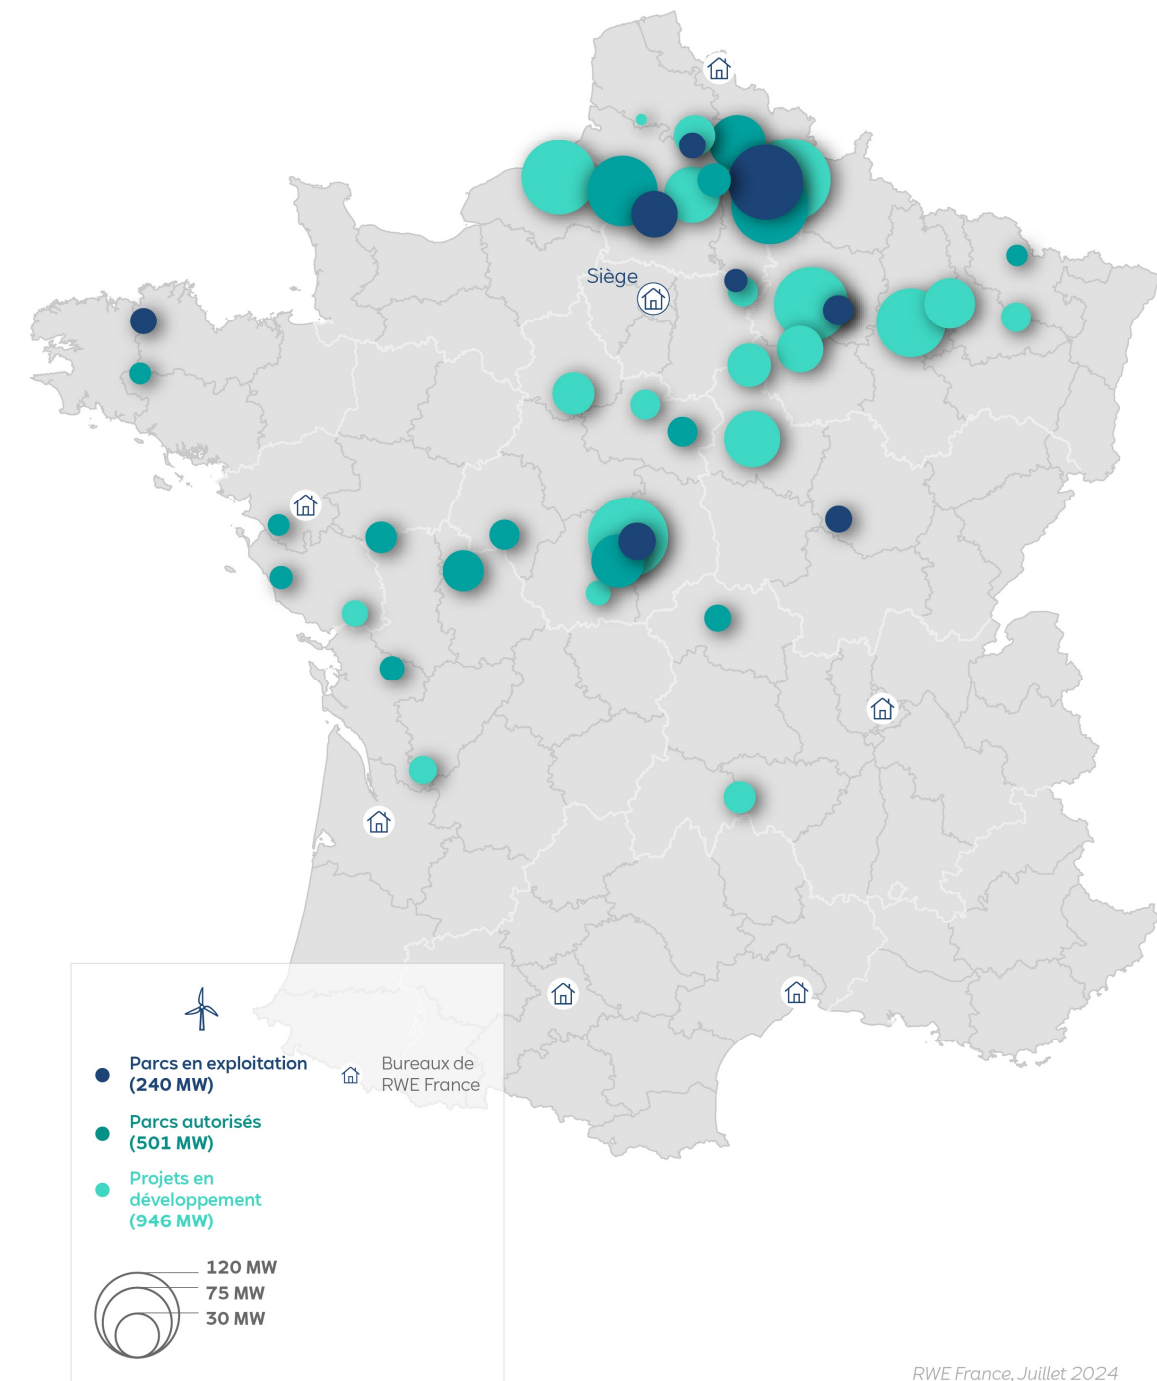 Siège
Parcs en exploitation
(240 MW)
Bureaux de
RWE France
Parcs autorisés
(501 MW)
Projets en
développement
(946 MW)
120 MW
75 MW
30 MW
RWE France, Juillet 2024